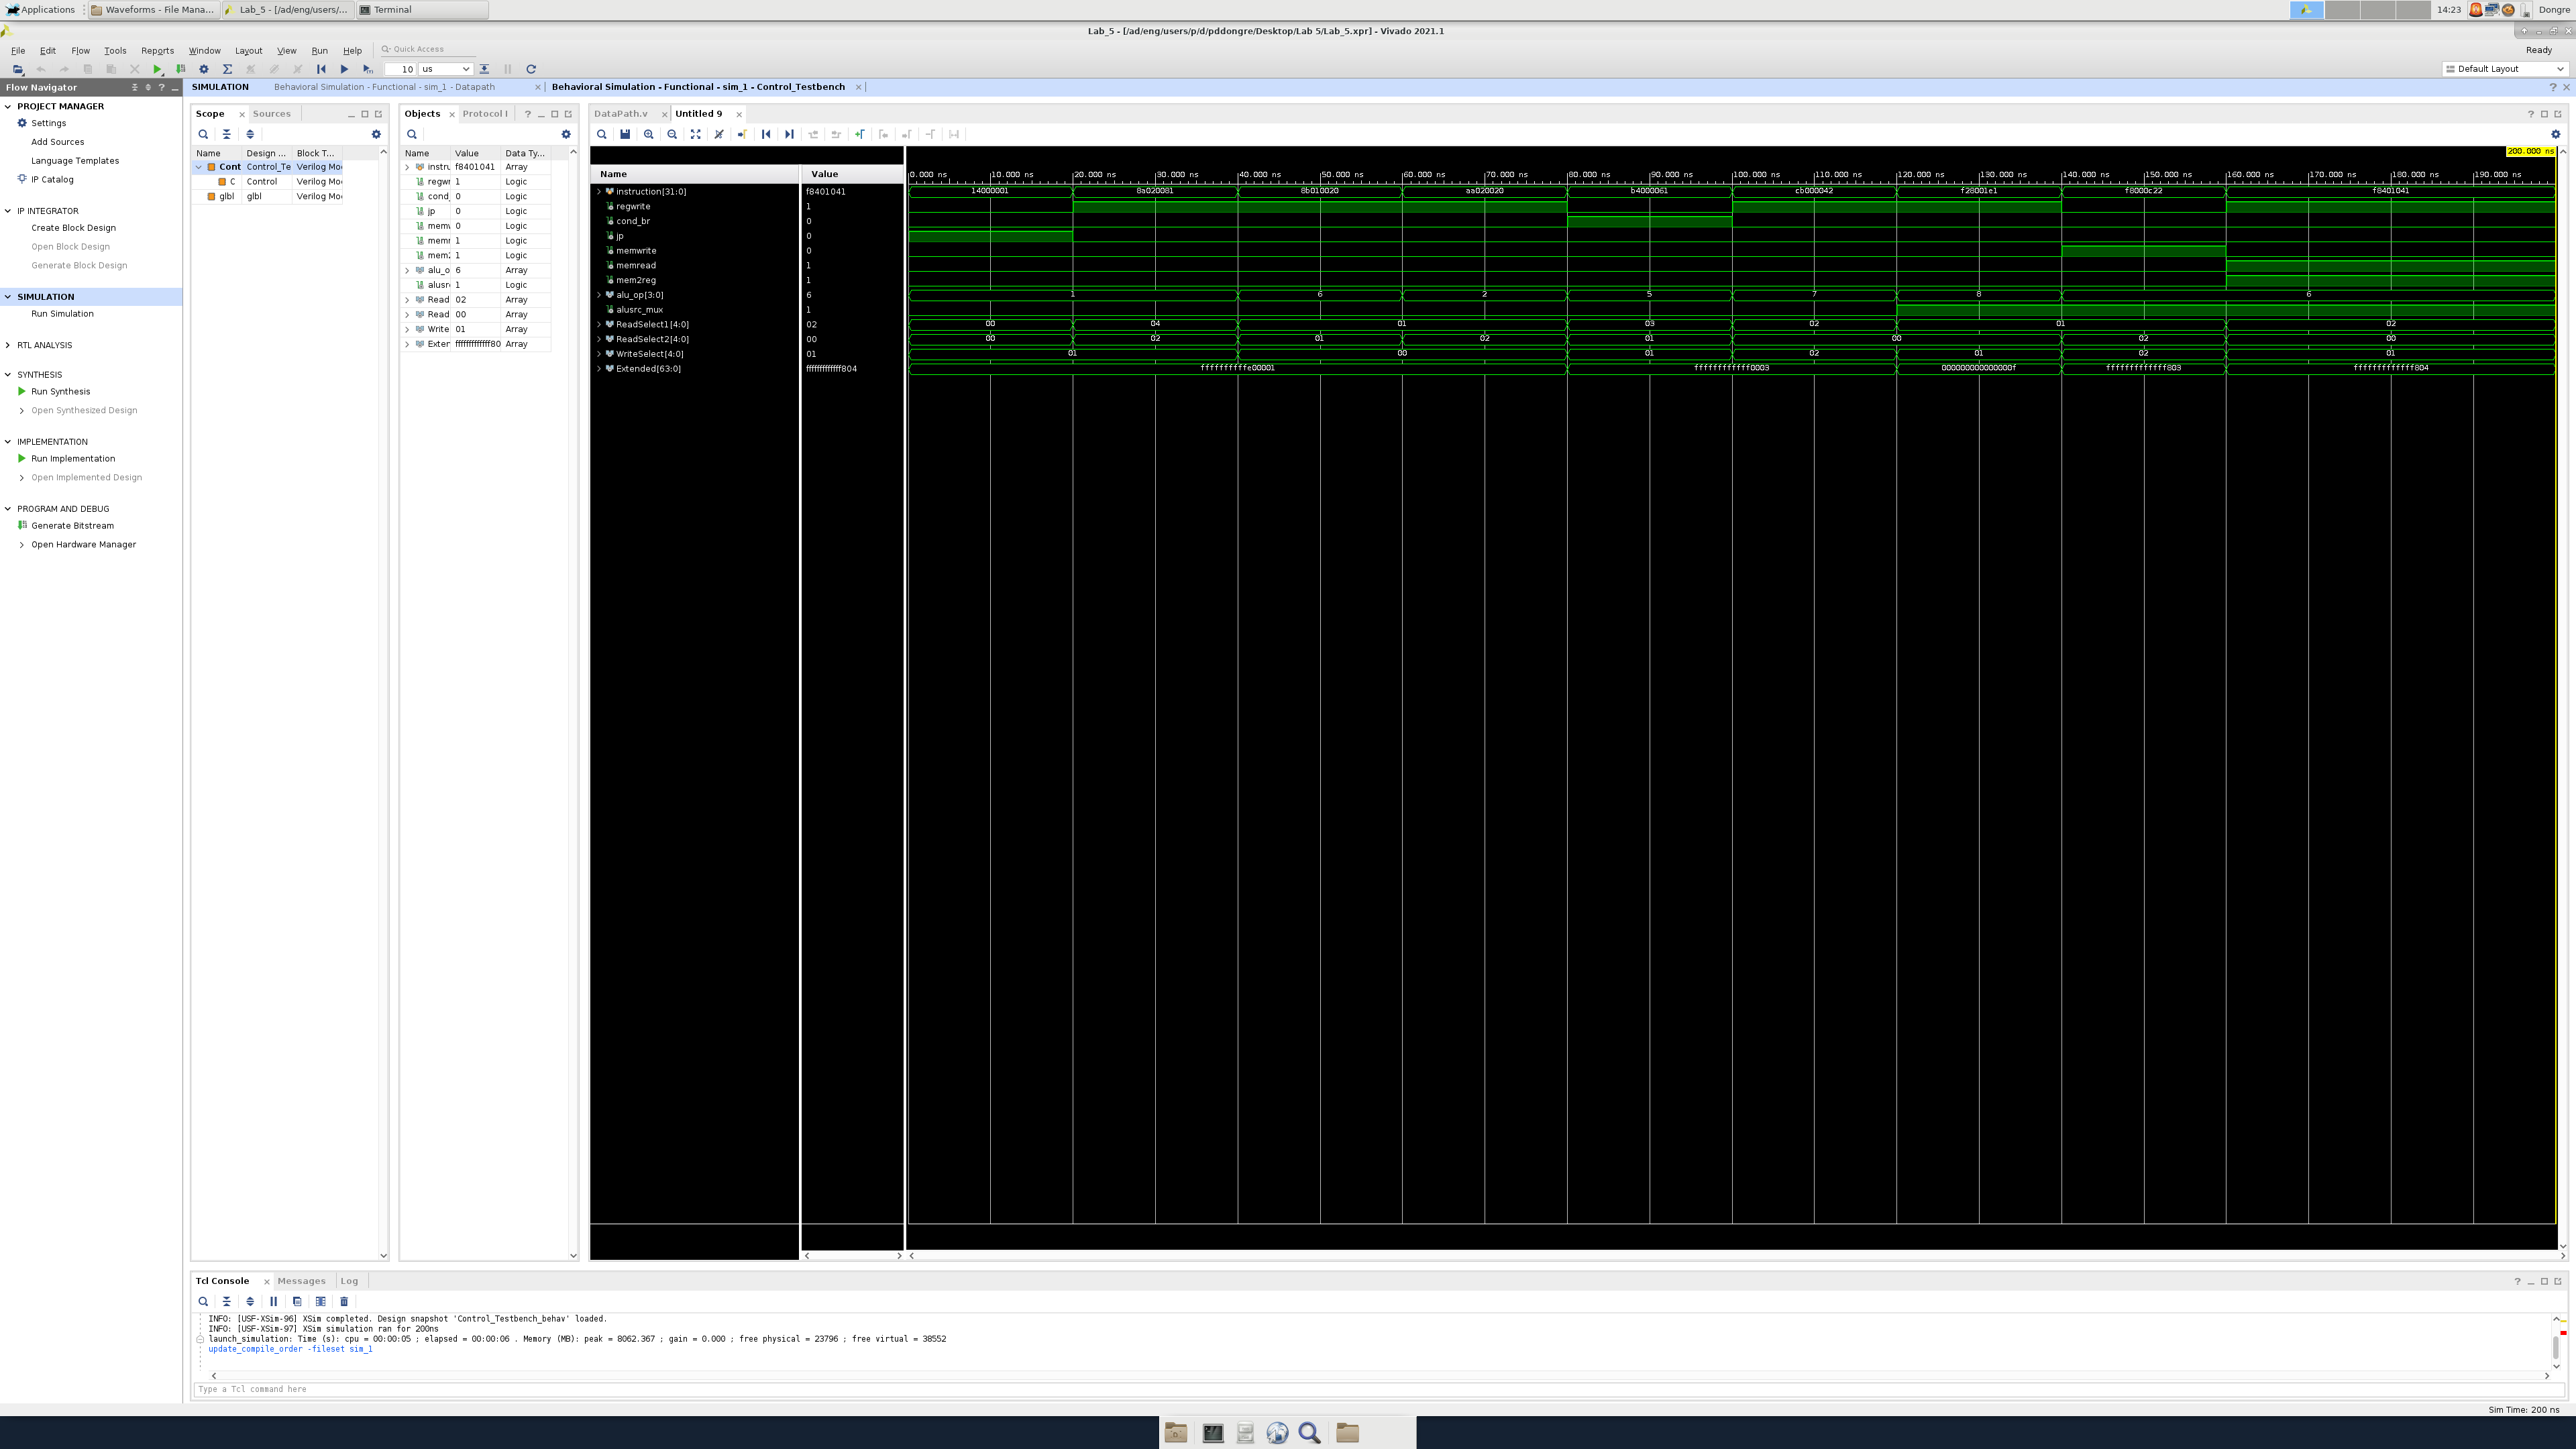 Applications
Waveforms - File Mana...
Lab_5 - [/ad/eng/users/...
Terminal
14:23
Dongre
Lab_5 - [/ad/eng/users/p/d/pddongre/Desktop/Lab 5/Lab_5.xpr] - Vivado 2021.1
File Edit Flow Tools Reports Window Layout View Run Help Quick Access
Ready
10 us
Default Layout
Flow Navigator
SIMULATION
Behavioral Simulation - Functional - sim_1 - Datapath
Behavioral Simulation - Functional - sim_1 - Control_Testbench
PROJECT MANAGER
Settings
Add Sources
Language Templates
IP Catalog
IP INTEGRATOR
Create Block Design
Open Block Design
Generate Block Design
SIMULATION
Run Simulation
RTL ANALYSIS
SYNTHESIS
Run Synthesis
Open Synthesized Design
IMPLEMENTATION
Run Implementation
Open Implemented Design
PROGRAM AND DEBUG
Generate Bitstream
Open Hardware Manager
Scope Sources
Name Design ... Block T...
Cont Control_Te Verilog Mo
C Control Verilog Mo
glbl glbl Verilog Mo
Objects Protocol I
Name Value Data Ty...
instru f8401041 Array
regwr 1 Logic
cond_ 0 Logic
jp 0 Logic
memv 0 Logic
memr 1 Logic
mem2 1 Logic
alu_o 6 Array
alusr 1 Logic
Read 02 Array
Read 00 Array
Write 01 Array
Exter ffffffffffffff80 Array
DataPath.v Untitled 9
200.000 ns
Name Value
0.000 ns 10.000 ns 20.000 ns 30.000 ns 40.000 ns 50.000 ns 60.000 ns 70.000 ns 80.000 ns 90.000 ns 100.000 ns 110.000 ns 120.000 ns 130.000 ns 140.000 ns 150.000 ns 160.000 ns 170.000 ns 180.000 ns 190.000 ns
instruction[31:0] f8401041 14000001 8a020081 8b010020 aa020020 b4000061 cb000042 f28001e1 f8000c22 f8401041
regwrite 1
cond_br 0
jp 0
memwrite 0
memread 1
mem2reg 1
alu_op[3:0] 6 1 6 2 5 7 8 6
alusrc_mux 1
ReadSelect1[4:0] 02 00 04 01 03 02 01 02
ReadSelect2[4:0] 00 00 02 01 02 01 00 02 00
WriteSelect[4:0] 01 01 00 01 02 01 02 01
Extended[63:0] fffffffffffff804 ffffffffffe00001 ffffffffffff0003 000000000000000f fffffffffffff803 fffffffffffff804
Tcl Console Messages Log
INFO: [USF-XSim-96] XSim completed. Design snapshot 'Control_Testbench_behav' loaded.
INFO: [USF-XSim-97] XSim simulation ran for 200ns
launch_simulation: Time (s): cpu = 00:00:05 ; elapsed = 00:00:06 . Memory (MB): peak = 8062.367 ; gain = 0.000 ; free physical = 23796 ; free virtual = 38552
update_compile_order -fileset sim_1
Type a Tcl command here
Sim Time: 200 ns